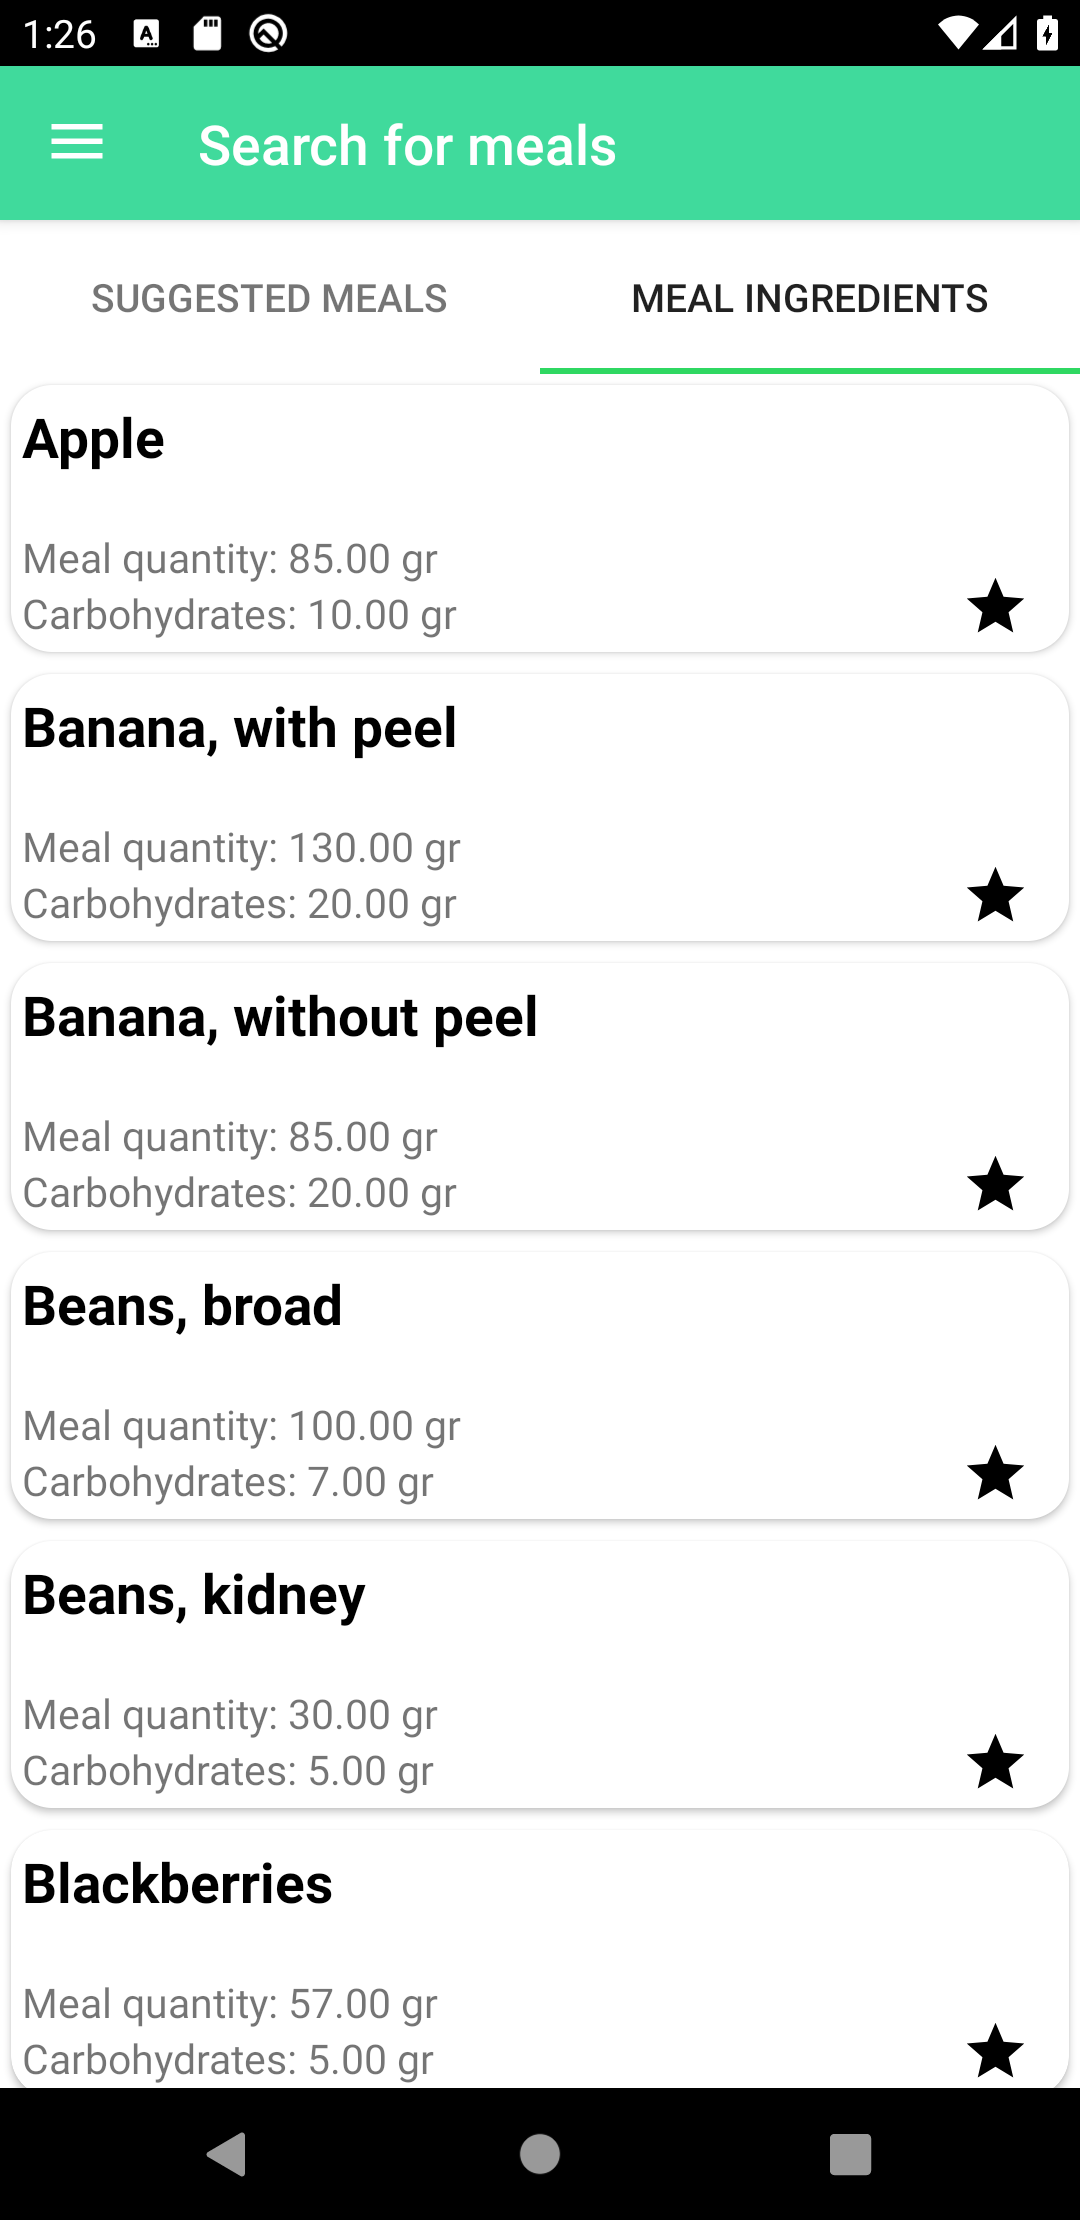 1:26
Search for meals
SUGGESTED MEALS
MEAL INGREDIENTS
Apple
Meal quantity: 85.00 gr
Carbohydrates: 10.00 gr
Banana, with peel
Meal quantity: 130.00 gr
Carbohydrates: 20.00 gr
Banana, without peel
Meal quantity: 85.00 gr
Carbohydrates: 20.00 gr
Beans, broad
Meal quantity: 100.00 gr
Carbohydrates: 7.00 gr
Beans, kidney
Meal quantity: 30.00 gr
Carbohydrates: 5.00 gr
Blackberries
Meal quantity: 57.00 gr
Carbohydrates: 5.00 gr